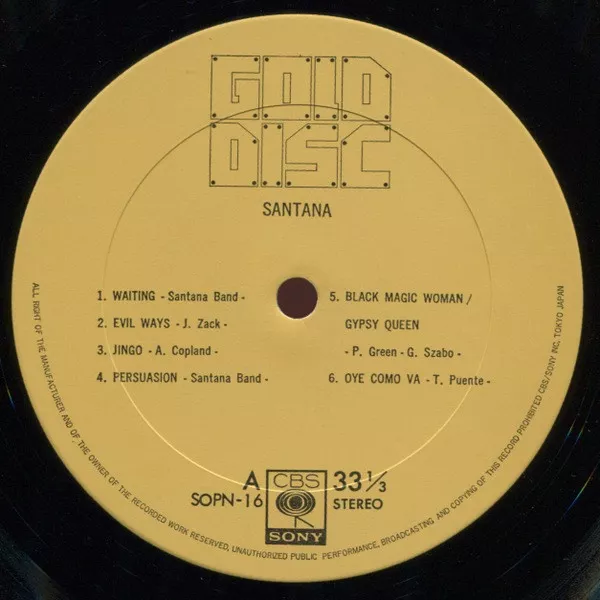 GOLD
DISC
SANTANA
1. WAITING - Santana Band -
2. EVIL WAYS - J. Zack -
3. JINGO - A. Copland -
4. PERSUASION - Santana Band -
5. BLACK MAGIC WOMAN /
GYPSY QUEEN
- P. Green - G. Szabo -
6. OYE COMO VA - T. Puente -
A
SOPN-16
CBS
SONY
33 1/3
STEREO
ALL RIGHT OF THE MANUFACTURER AND OF THE OWNER OF THE RECORDED WORK RESERVED, UNAUTHORIZED PUBLIC PERFORMANCE, BROADCASTING AND COPYING OF THIS RECORD PROHIBITED CBS/SONY INC, TOKYO JAPAN